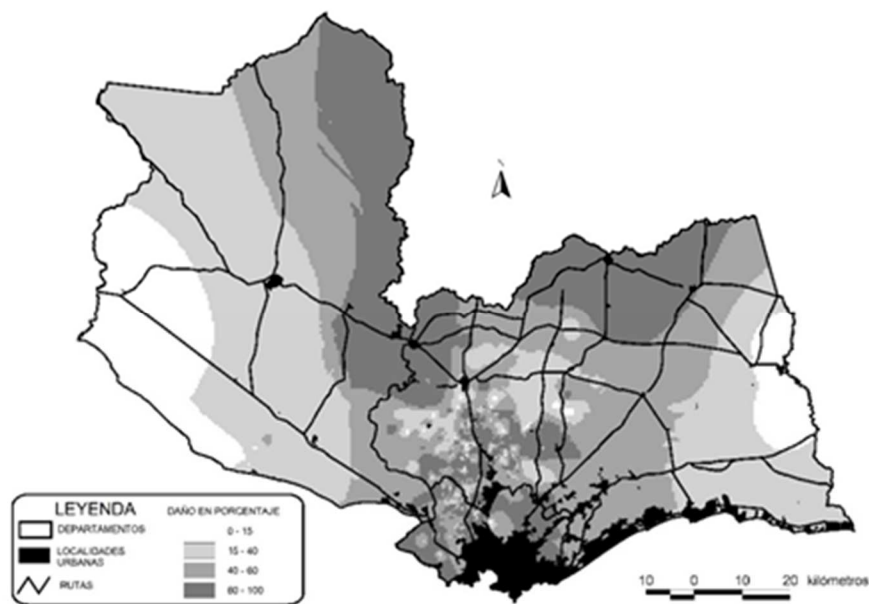 LEYENDA
DEPARTAMENTOS
LOCALIDADES
URBANAS
RUTAS
DAÑO EN PORCENTAJE
0 - 15
15 - 40
40 - 60
60 - 100
10 0 10 20 kilómetros